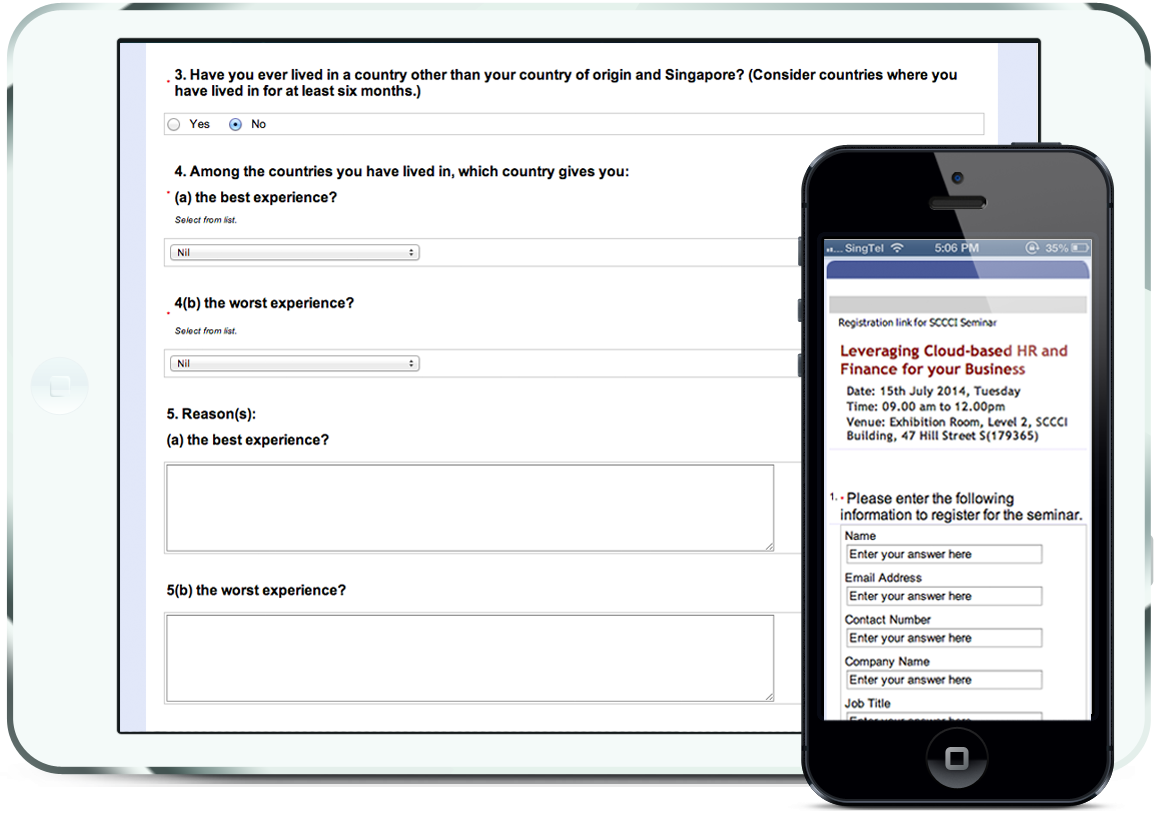 3. Have you ever lived in a country other than your country of origin and Singapore? (Consider countries where you
have lived in for at least six months.)
Yes No
4. Among the countries you have lived in, which country gives you:
(a) the best experience?
Select from list.
Nil
4(b) the worst experience?
Select from list.
Nil
5. Reason(s):
(a) the best experience?
5(b) the worst experience?
SingTel 5:06 PM 35%
Registration link for SCCCI Seminar
Leveraging Cloud-based HR and
Finance for your Business
Date: 15th July 2014, Tuesday
Time: 09.00 am to 12.00pm
Venue: Exhibition Room, Level 2, SCCCI
Building, 47 Hill Street S(179365)
1. * Please enter the following
information to register for the seminar.
Name
Enter your answer here
Email Address
Enter your answer here
Contact Number
Enter your answer here
Company Name
Enter your answer here
Job Title
Enter your answer here